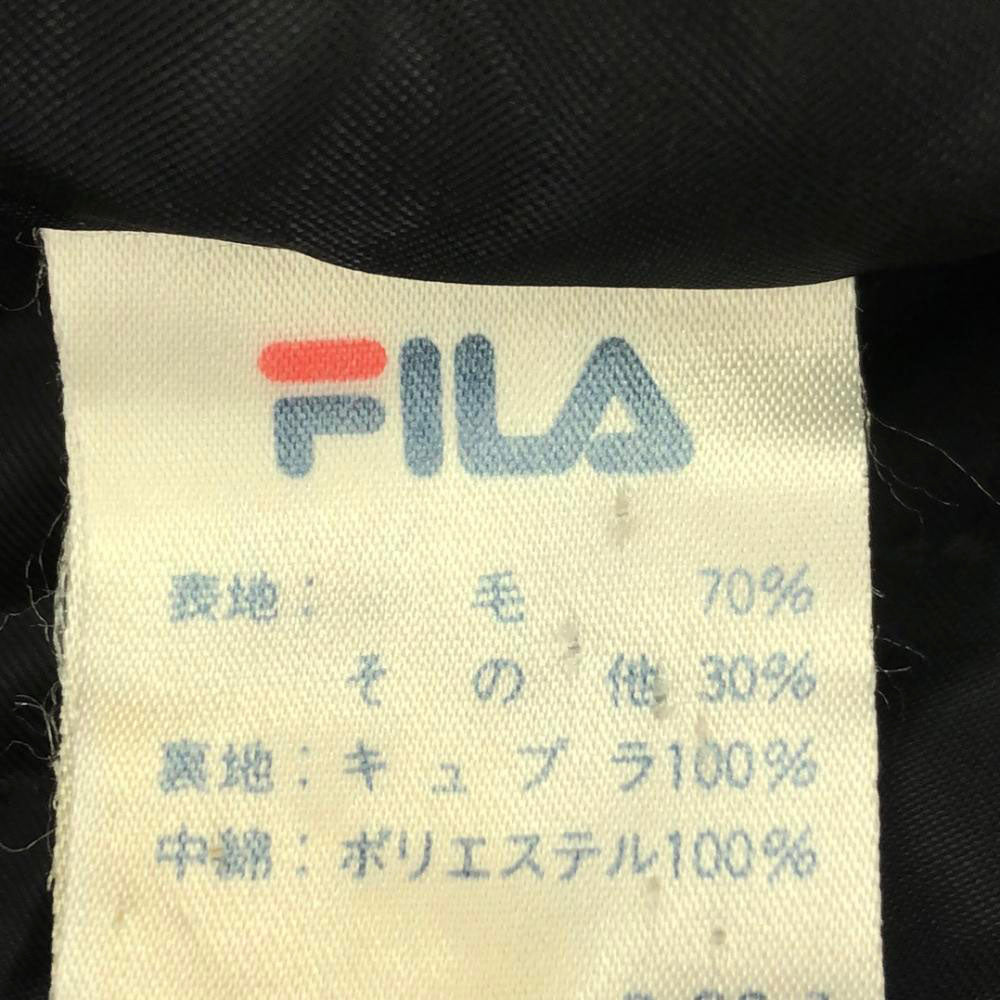 FILA
表地: 毛 70%
その他 30%
裏地: キュプラ100%
中綿: ポリエステル100%